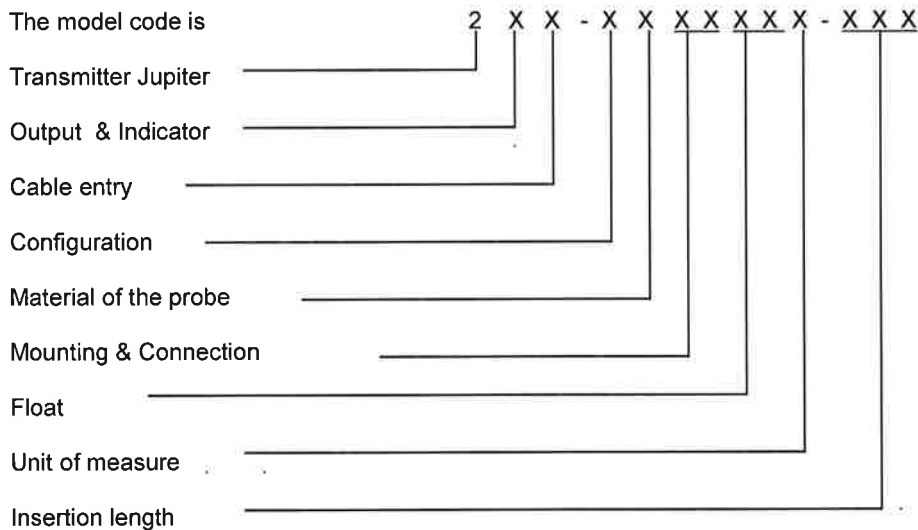 The model code is 2 X X - X X X X X X X - X X X
Transmitter Jupiter
Output & Indicator
Cable entry
Configuration
Material of the probe
Mounting & Connection
Float
Unit of measure
Insertion length